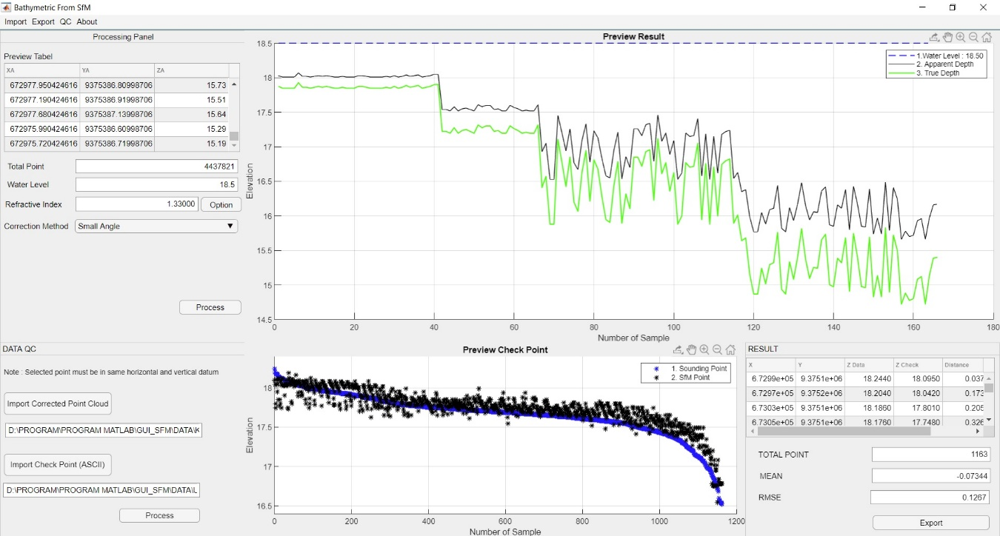 Bathymetric From SfM
Import Export QC About
Processing Panel
Preview Tabel
XA YA ZA
672977.950424616 9375386.80998706 15.73
672977.190424616 9375386.91998706 15.51
672977.680424616 9375387.13998706 15.64
672975.990424616 9375386.60998706 15.29
672975.720424616 9375386.71998706 15.19
Total Point 4437821
Water Level 18.5
Refractive Index 1.33000 Option
Correction Method Small Angle
Process
Preview Result
1.Water Level : 18.50
2. Apparent Depth
3. True Depth
18.5
18
17.5
17
16.5
16
15.5
15
14.5
Elevation
0 20 40 60 80 100 120 140 160 180
Number of Sample
DATA QC
Note : Selected point must be in same horizontal and vertical datum
Import Corrected Point Cloud
D:\PROGRAM\PROGRAM MATLAB\GUI_SFM\DATA\K
Import Check Point (ASCII)
D:\PROGRAM\PROGRAM MATLAB\GUI_SFM\DATA\L
Process
Preview Check Point
1. Sounding Point
2. SfM Point
18
17.5
17
16.5
Elevation
0 200 400 600 800 1000 1200
Number of Sample
RESULT
X Y Z Data Z Check Distance
6.7299e+05 9.3751e+06 18.2440 18.0950 0.037
6.7297e+05 9.3752e+06 18.2040 18.0420 0.173
6.7303e+05 9.3751e+06 18.1860 17.8010 0.205
6.7305e+05 9.3751e+06 18.1760 17.7480 0.326
TOTAL POINT 1163
MEAN -0.07344
RMSE 0.1267
Export